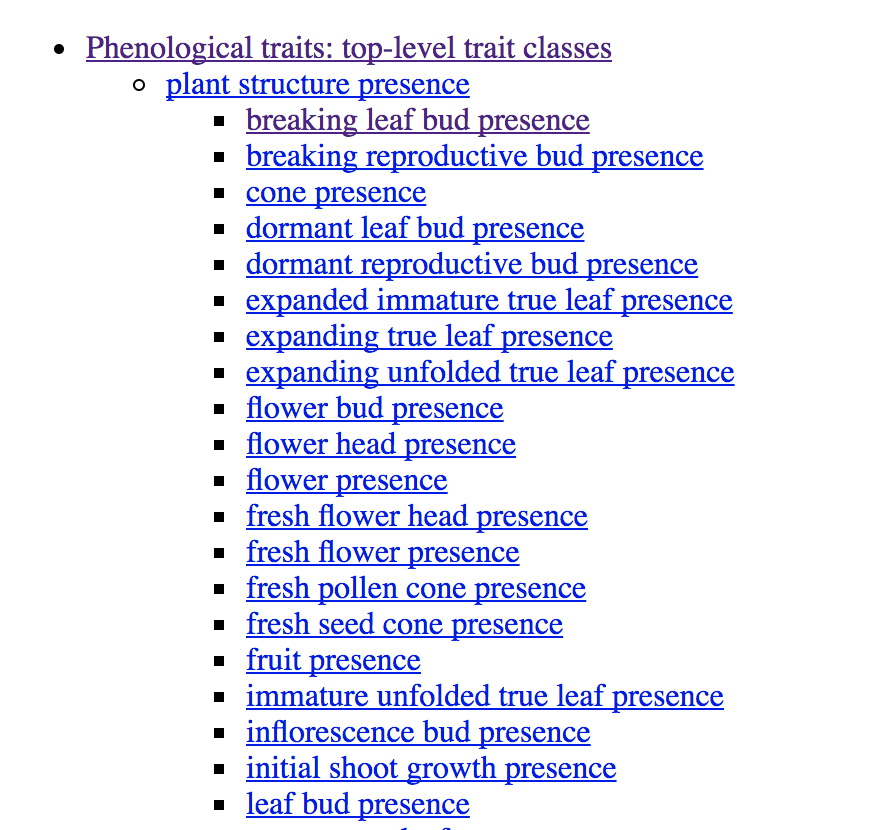 Phenological traits: top-level trait classes
plant structure presence
breaking leaf bud presence
breaking reproductive bud presence
cone presence
dormant leaf bud presence
dormant reproductive bud presence
expanded immature true leaf presence
expanding true leaf presence
expanding unfolded true leaf presence
flower bud presence
flower head presence
flower presence
fresh flower head presence
fresh flower presence
fresh pollen cone presence
fresh seed cone presence
fruit presence
immature unfolded true leaf presence
inflorescence bud presence
initial shoot growth presence
leaf bud presence